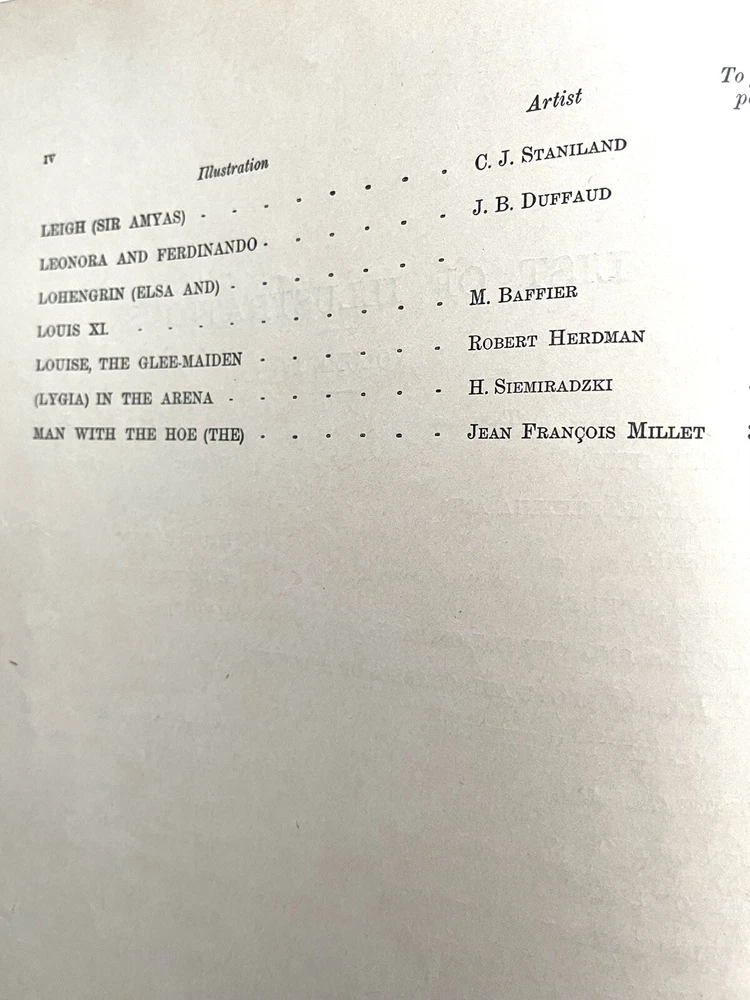 IV
Illustration Artist To
LEIGH (SIR AMYAS) - - - - - - - C. J. STANILAND
LEONORA AND FERDINANDO - - - - - - J. B. DUFFAUD
LOHENGRIN (ELSA AND) - - - - - - -
LOUIS XI. - - - - - - - - - M. BAFFIER
LOUISE, THE GLEE-MAIDEN - - - - - - ROBERT HERDMAN
(LYGIA) IN THE ARENA - - - - - - - H. SIEMIRADZKI
MAN WITH THE HOE (THE) - - - - - - JEAN FRANÇOIS MILLET